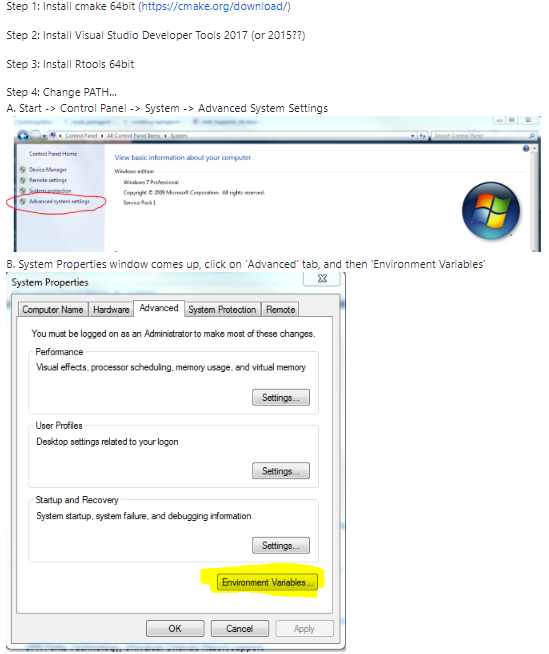 Step 1: Install cmake 64bit (https://cmake.org/download/)
Step 2: Install Visual Studio Developer Tools 2017 (or 2015??)
Step 3: Install Rtools 64bit
Step 4: Change PATH...
A. Start -> Control Panel -> System -> Advanced System Settings
Control Panel All Control Panel Items System
Search Control Panel
Control Panel Home
Device Manager
Remote settings
System protection
Advanced system settings
View basic information about your computer
Windows edition
Windows 7 Professional
Copyright © 2009 Microsoft Corporation. All rights reserved.
Service Pack 1
B. System Properties window comes up, click on 'Advanced' tab, and then 'Environment Variables'
System Properties
Computer Name Hardware Advanced System Protection Remote
You must be logged on as an Administrator to make most of these changes.
Performance
Visual effects, processor scheduling, memory usage, and virtual memory
Settings...
User Profiles
Desktop settings related to your logon
Settings...
Startup and Recovery
System startup, system failure, and debugging information
Settings...
Environment Variables...
OK Cancel Apply